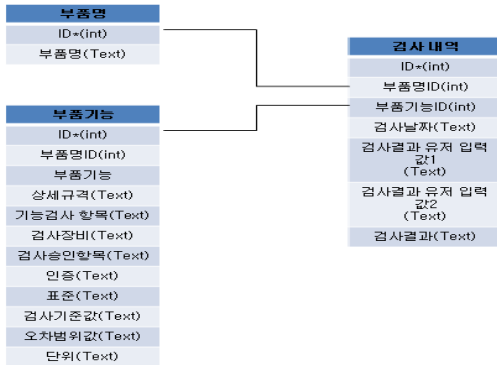 부품명
ID*(int)
부품명(Text)
부품기능
ID*(int)
부품명ID(int)
부품기능
상세규격(Text)
기능검사 항목(Text)
검사장비(Text)
검사승인항목(Text)
인증(Text)
표준(Text)
검사기준값(Text)
오차범위값(Text)
단위(Text)
검사 내역
ID*(int)
부품명ID(int)
부품기능ID(int)
검사날짜(Text)
검사결과 유저 입력
값1
(Text)
검사결과 유저 입력
값2
(Text)
검사결과(Text)